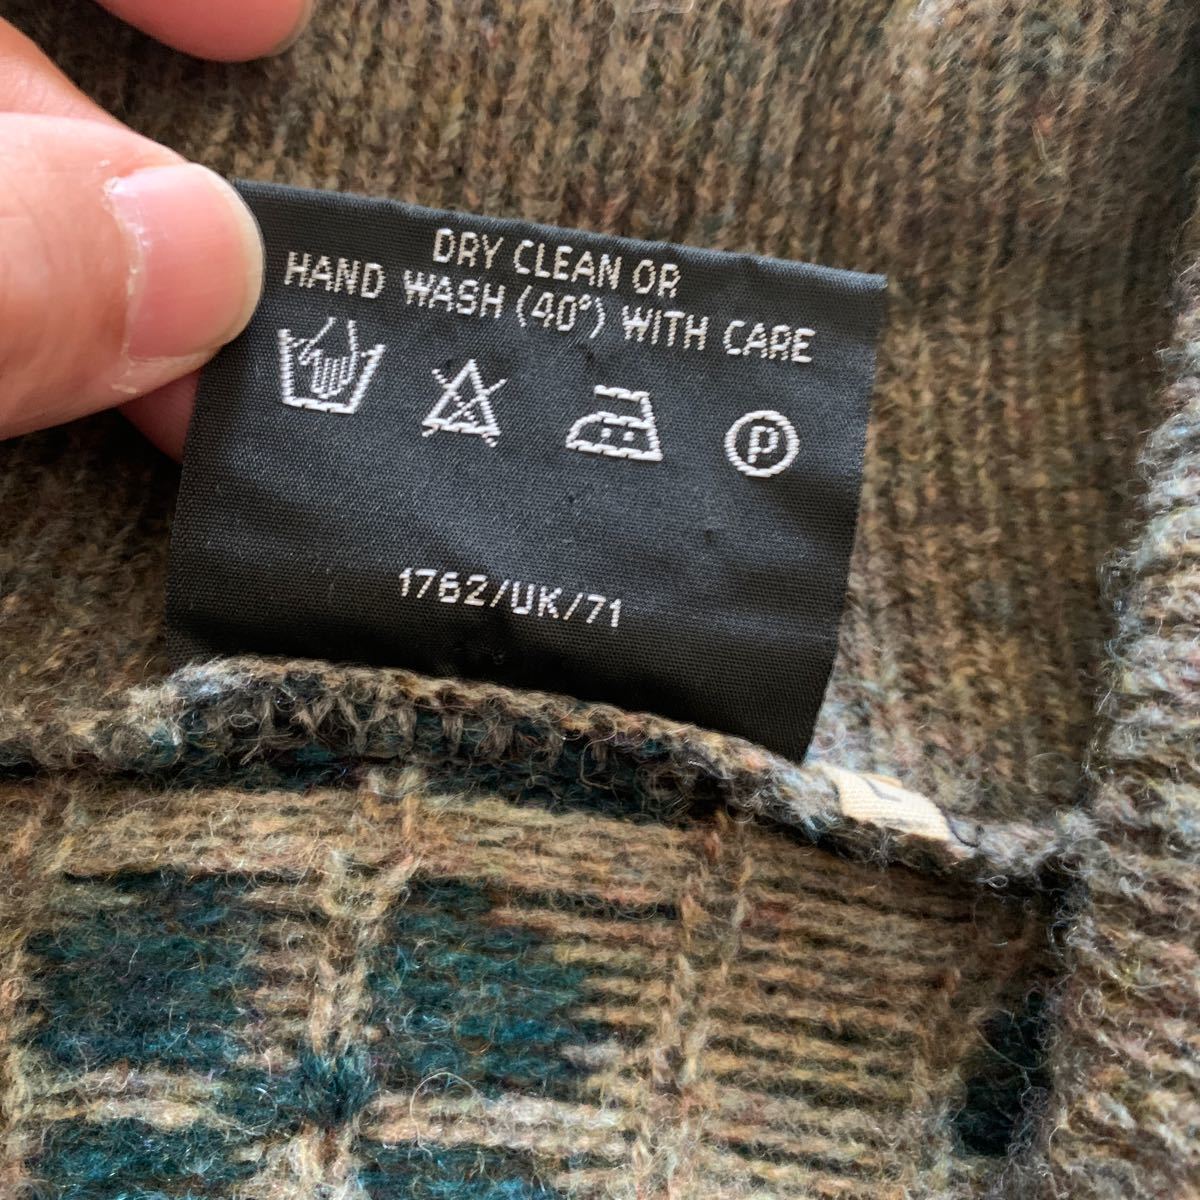 DRY CLEAN OR
HAND WASH (40°) WITH CARE
P
1762/UK/71
L